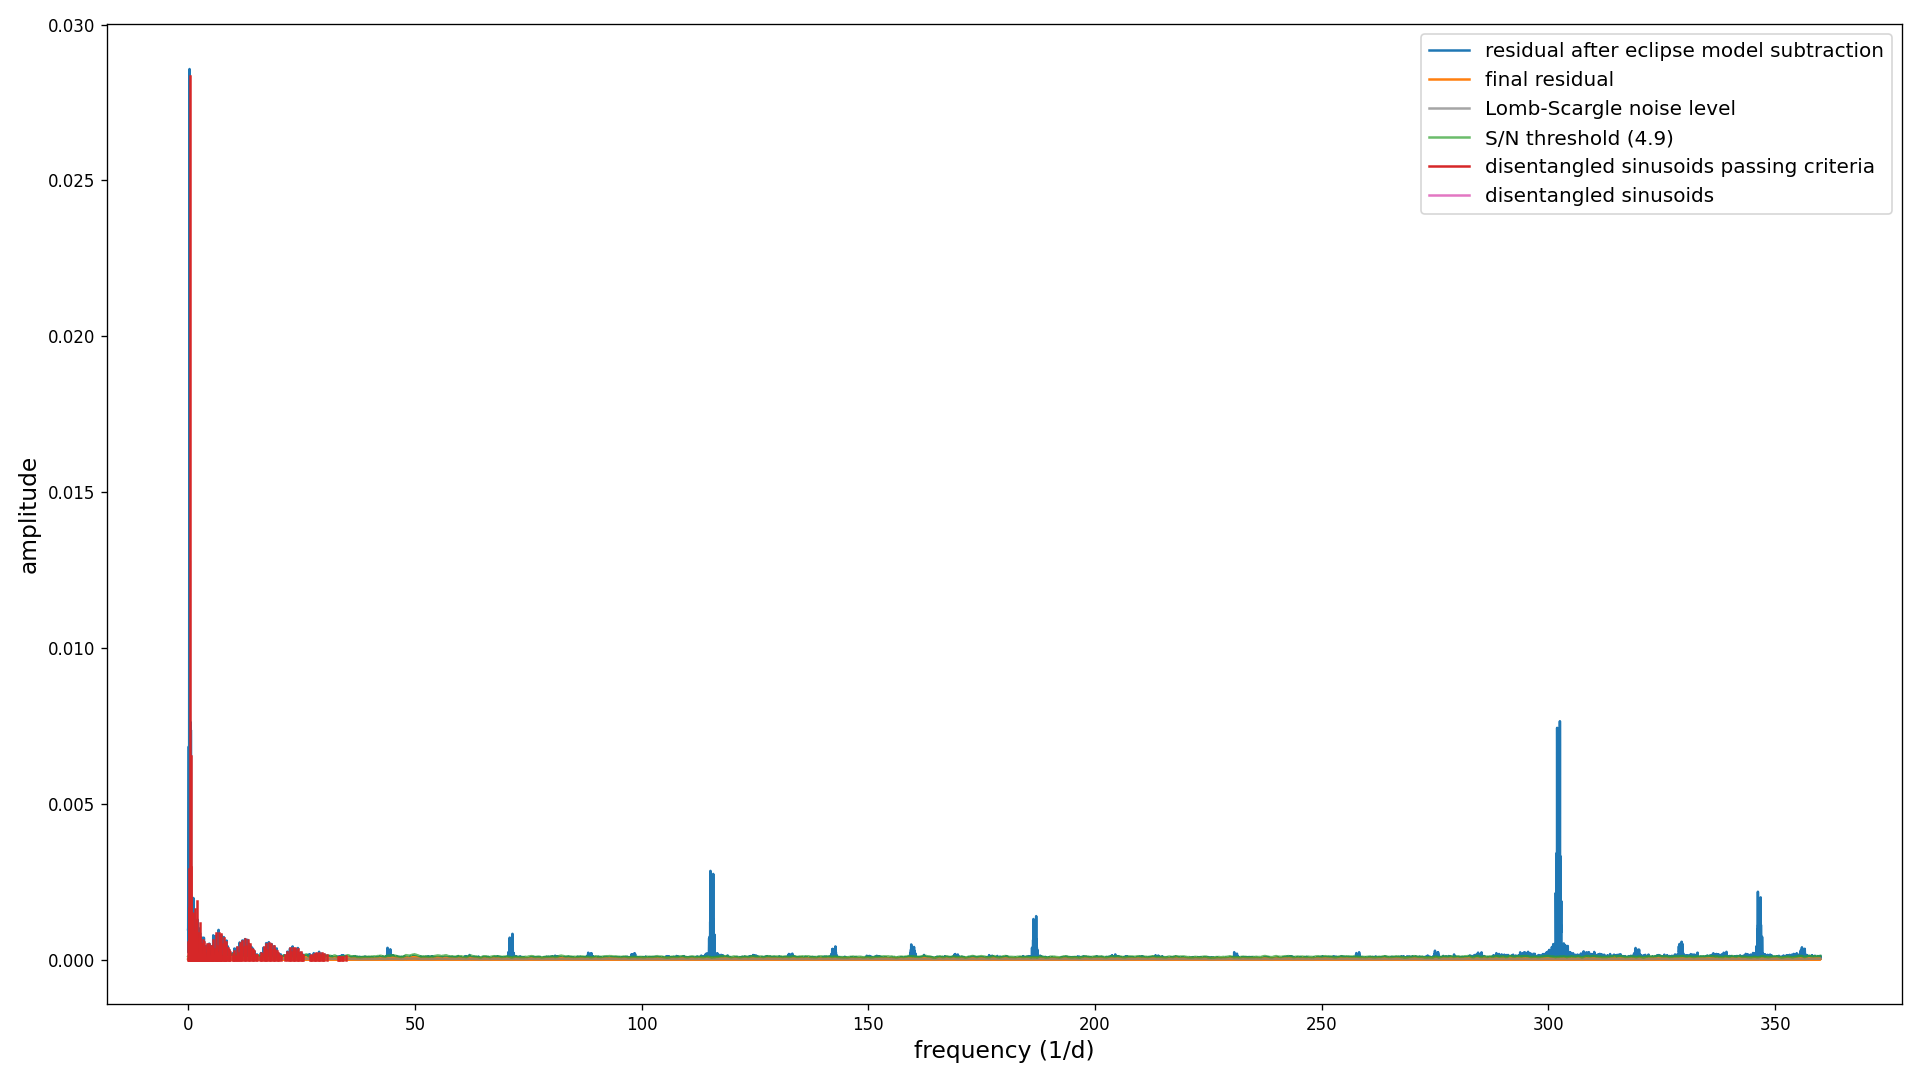 0.030
0.025
0.020
0.015
0.010
0.005
0.000
amplitude
0
50
100
150
200
250
300
350
frequency (1/d)
residual after eclipse model subtraction
final residual
Lomb-Scargle noise level
S/N threshold (4.9)
disentangled sinusoids passing criteria
disentangled sinusoids